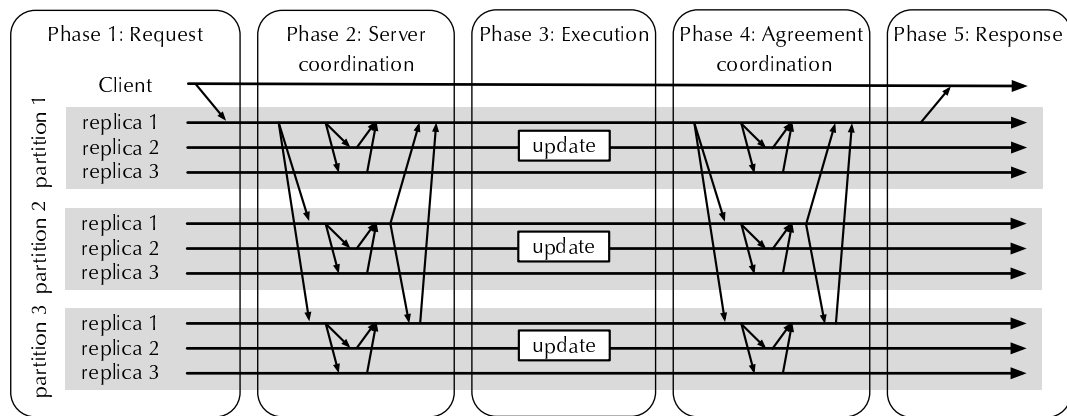 Phase 1: Request
Phase 2: Server
coordination
Phase 3: Execution
Phase 4: Agreement
coordination
Phase 5: Response
Client
partition 1
replica 1
replica 2
replica 3
update
partition 2
replica 1
replica 2
replica 3
update
partition 3
replica 1
replica 2
replica 3
update